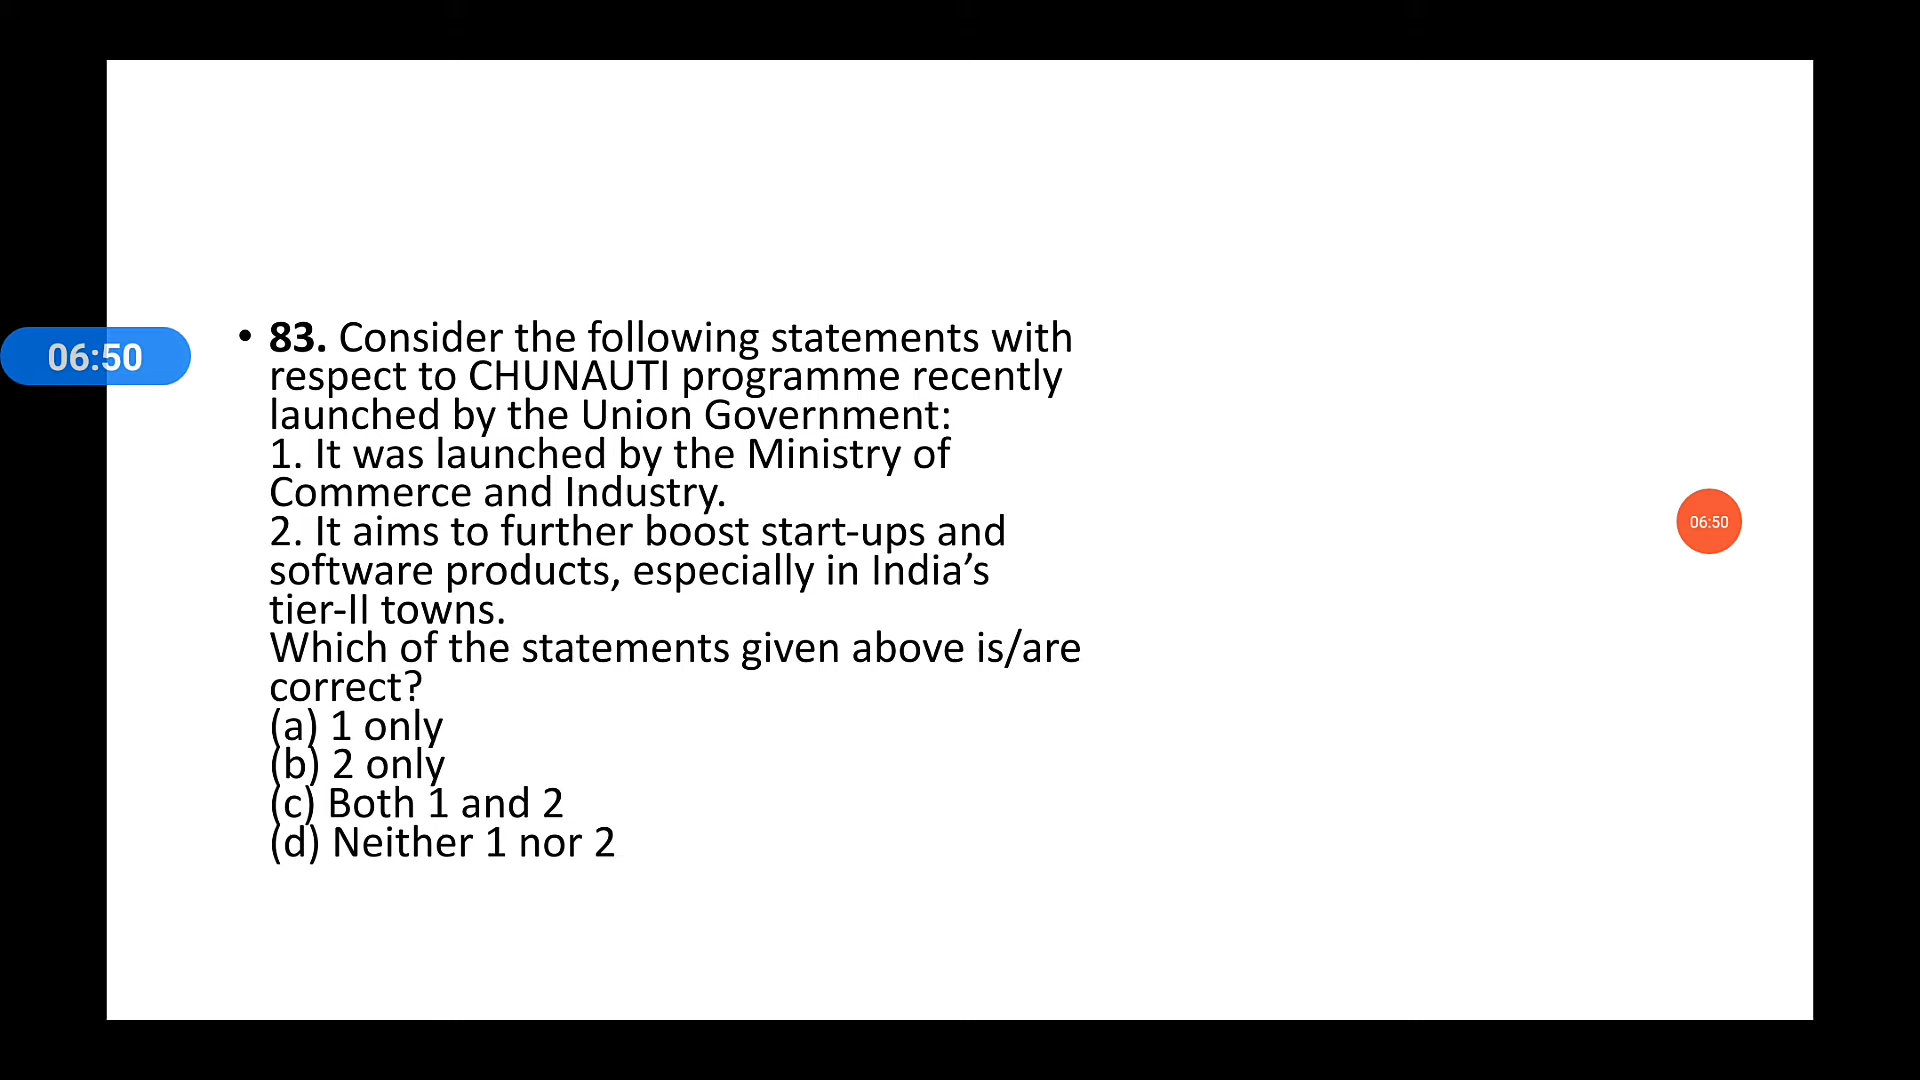 • 83. Consider the following statements with
respect to CHUNAUTI programme recently
launched by the Union Government:
1. It was launched by the Ministry of
Commerce and Industry.
2. It aims to further boost start-ups and
software products, especially in India’s
tier-II towns.
Which of the statements given above is/are
correct?
(a) 1 only
(b) 2 only
(c) Both 1 and 2
(d) Neither 1 nor 2
06:50
06:50